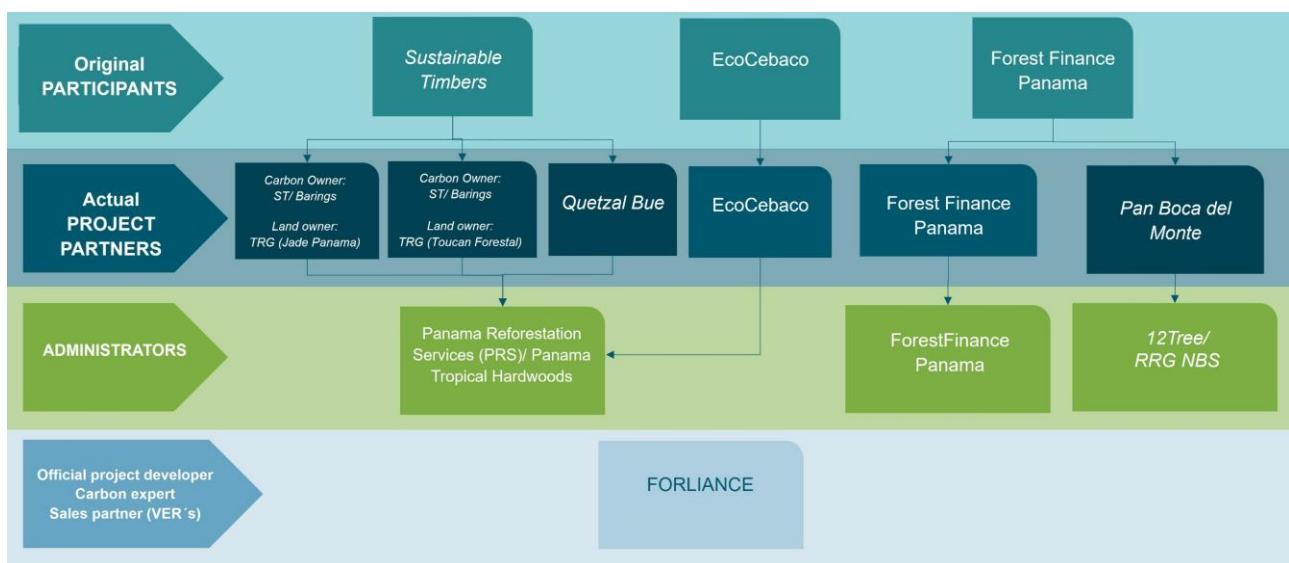 Original
PARTICIPANTS
Sustainable
Timbers
EcoCebaco
Forest Finance
Panama
Actual
PROJECT
PARTNERS
Carbon Owner:
ST/ Barings
Land owner:
TRG (Jade Panama)
Carbon Owner:
ST/ Barings
Land owner:
TRG (Toucan Forestal)
Quetzal Bue
EcoCebaco
Forest Finance
Panama
Pan Boca del
Monte
ADMINISTRATORS
Panama Reforestation
Services (PRS)/ Panama
Tropical Hardwoods
ForestFinance
Panama
12Tree/
RRG NBS
Official project developer
Carbon expert
Sales partner (VER´s)
FORLIANCE